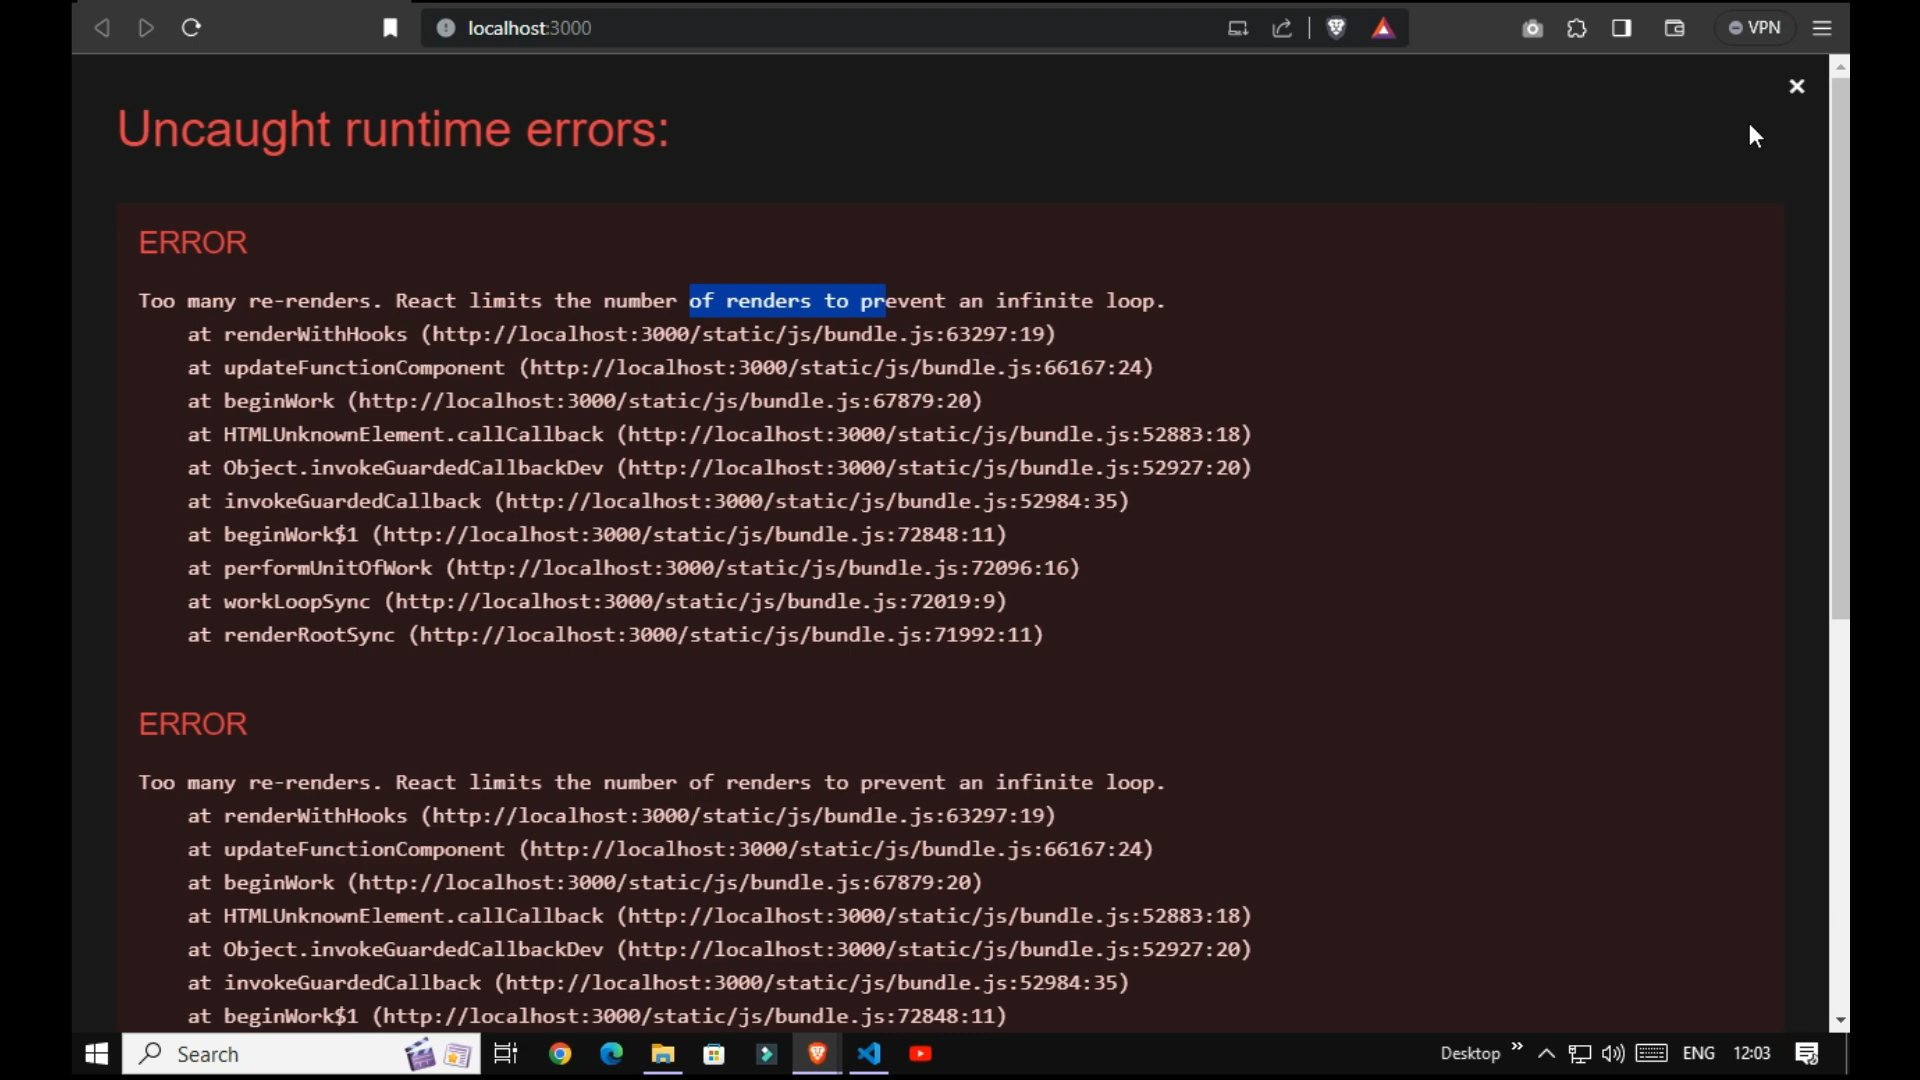 localhost:3000
VPN
Uncaught runtime errors:
ERROR
Too many re-renders. React limits the number of renders to prevent an infinite loop.
at renderWithHooks (http://localhost:3000/static/js/bundle.js:63297:19)
at updateFunctionComponent (http://localhost:3000/static/js/bundle.js:66167:24)
at beginWork (http://localhost:3000/static/js/bundle.js:67879:20)
at HTMLUnknownElement.callCallback (http://localhost:3000/static/js/bundle.js:52883:18)
at Object.invokeGuardedCallbackDev (http://localhost:3000/static/js/bundle.js:52927:20)
at invokeGuardedCallback (http://localhost:3000/static/js/bundle.js:52984:35)
at beginWork$1 (http://localhost:3000/static/js/bundle.js:72848:11)
at performUnitOfWork (http://localhost:3000/static/js/bundle.js:72096:16)
at workLoopSync (http://localhost:3000/static/js/bundle.js:72019:9)
at renderRootSync (http://localhost:3000/static/js/bundle.js:71992:11)
ERROR
Too many re-renders. React limits the number of renders to prevent an infinite loop.
at renderWithHooks (http://localhost:3000/static/js/bundle.js:63297:19)
at updateFunctionComponent (http://localhost:3000/static/js/bundle.js:66167:24)
at beginWork (http://localhost:3000/static/js/bundle.js:67879:20)
at HTMLUnknownElement.callCallback (http://localhost:3000/static/js/bundle.js:52883:18)
at Object.invokeGuardedCallbackDev (http://localhost:3000/static/js/bundle.js:52927:20)
at invokeGuardedCallback (http://localhost:3000/static/js/bundle.js:52984:35)
at beginWork$1 (http://localhost:3000/static/js/bundle.js:72848:11)
Search
Desktop
ENG
12:03